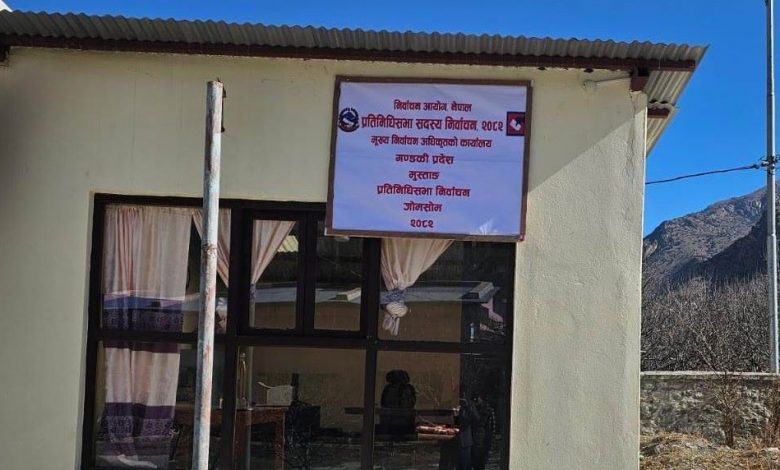 निर्वाचन आयोग, नेपाल
प्रतिनिधिसभा सदस्य निर्वाचन, २०८२
मुख्य निर्वाचन अधिकृतको कार्यालय
गण्डकी प्रदेश
मुस्ताङ
प्रतिनिधिसभा निर्वाचन
जोमसोम
२०८२